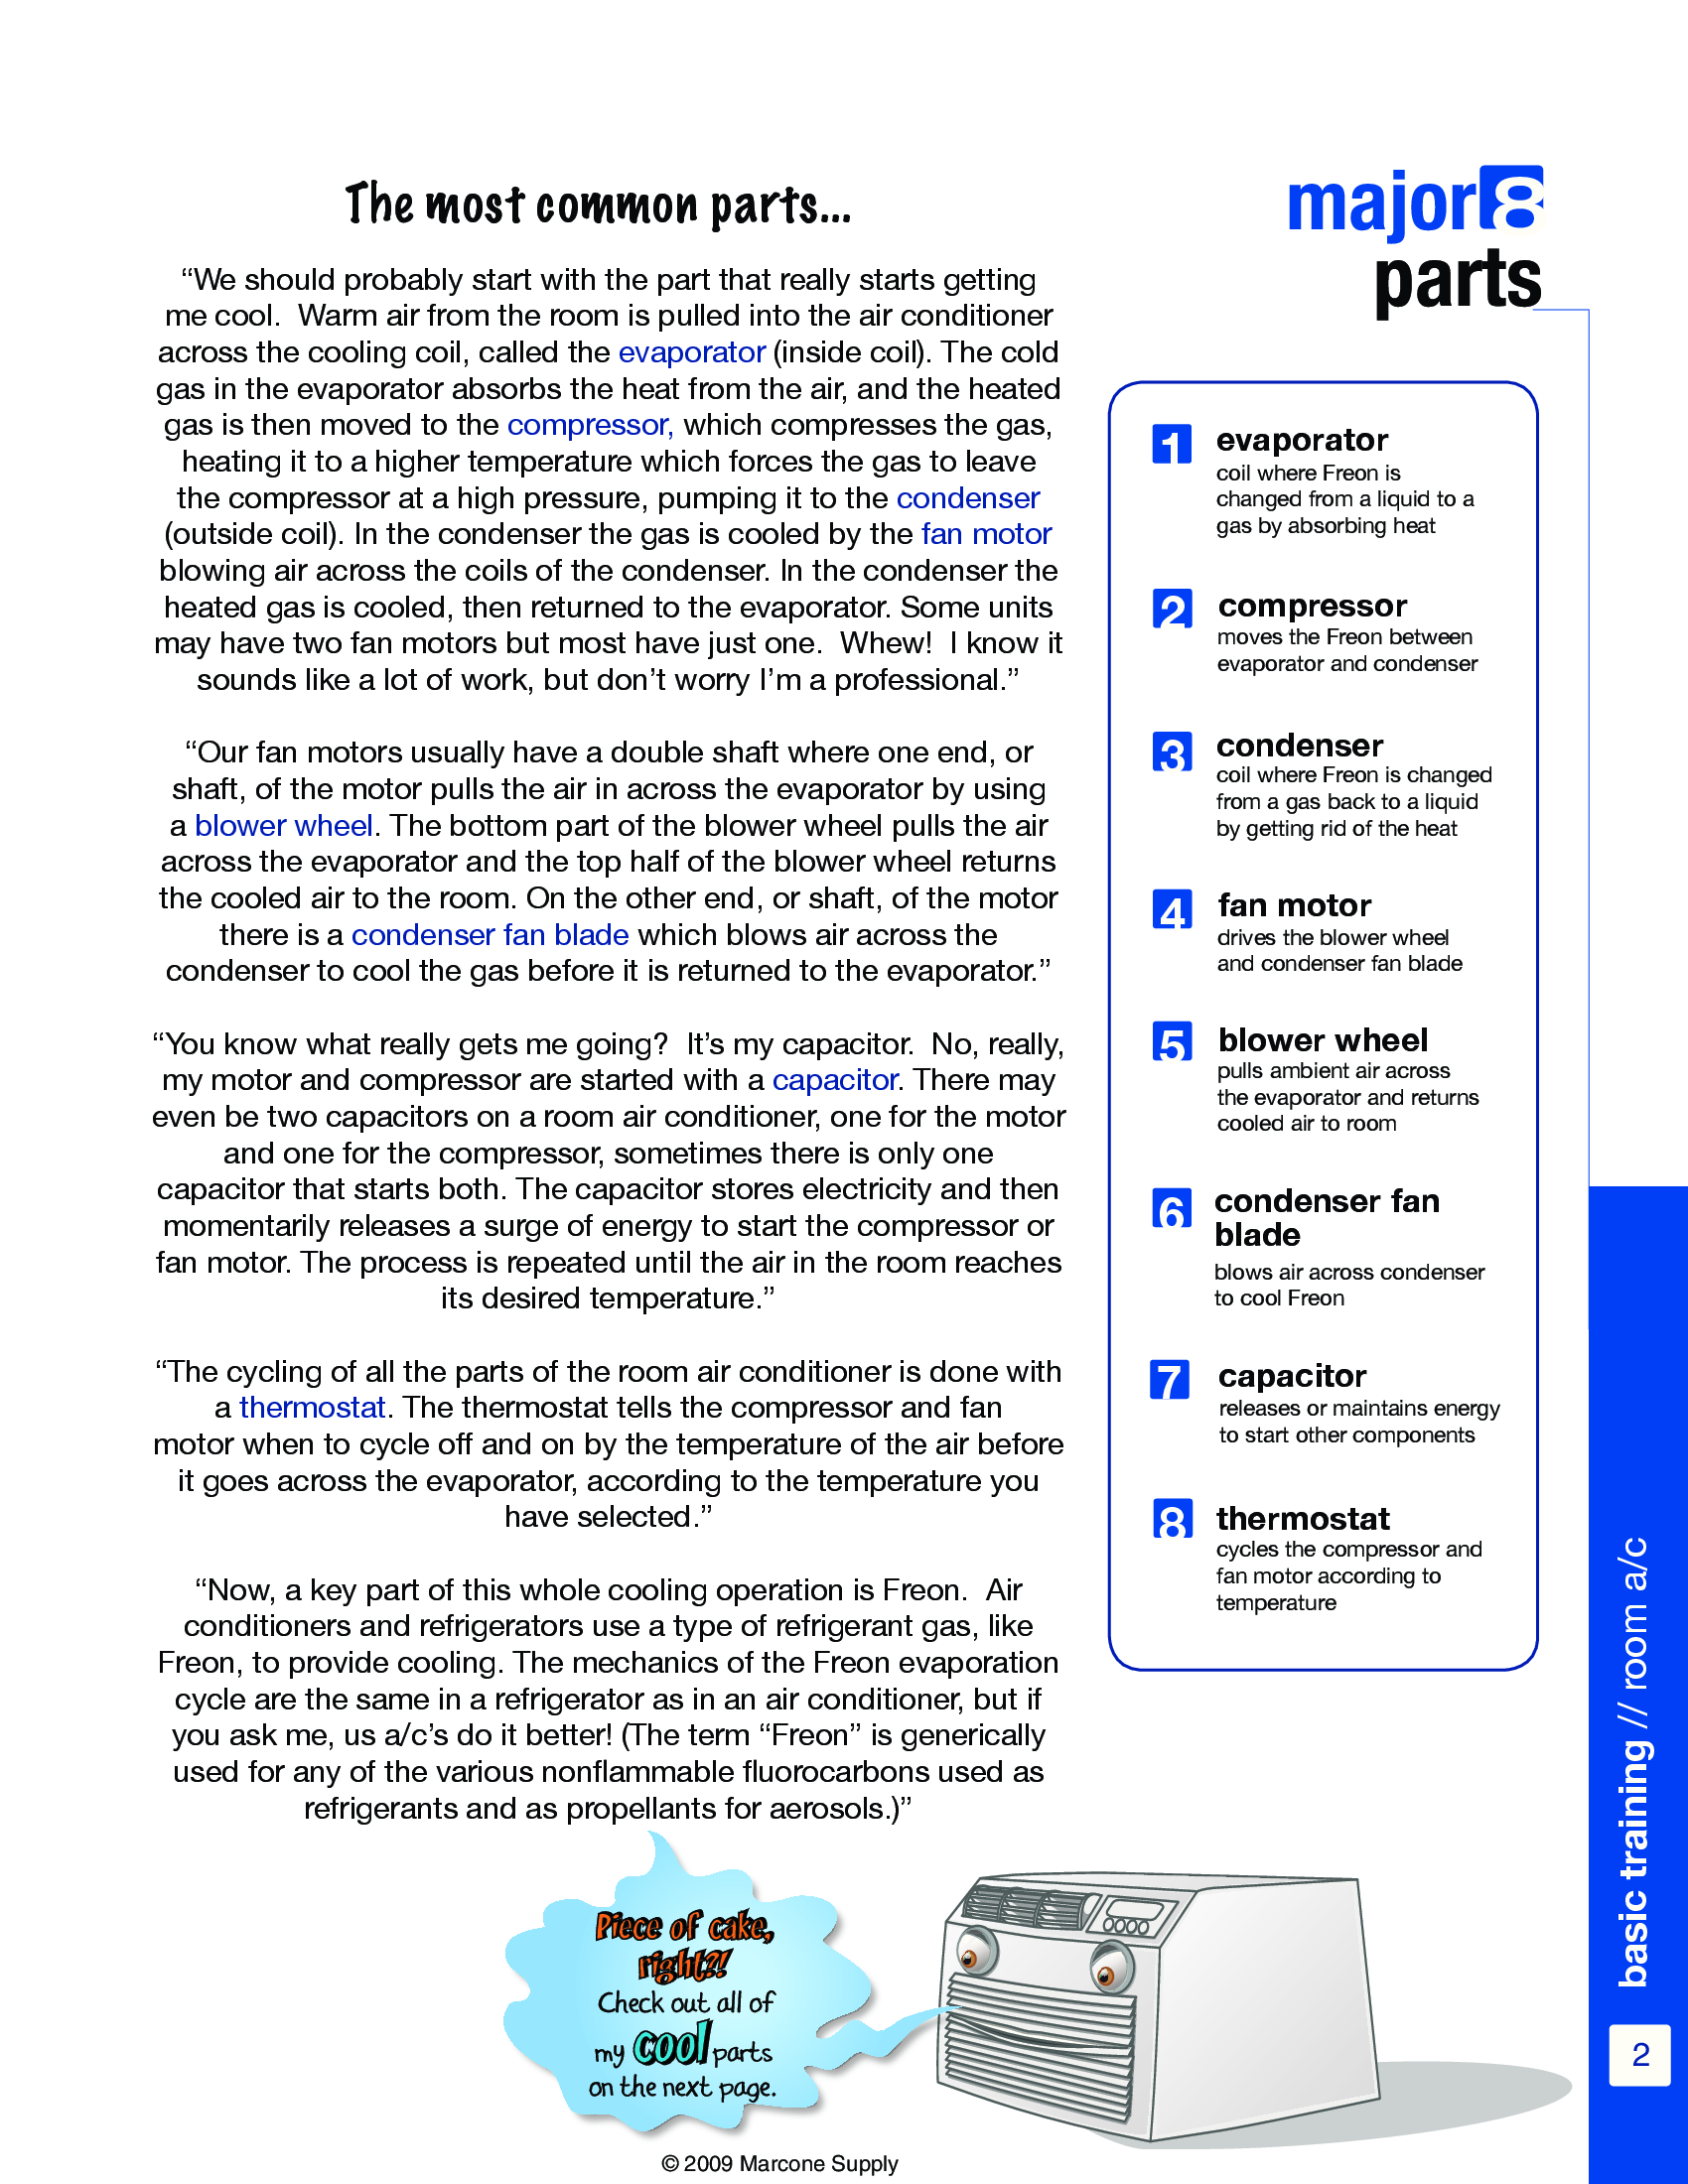 The most common parts...
“We should probably start with the part that really starts getting
me cool.  Warm air from the room is pulled into the air conditioner
across the cooling coil, called the evaporator (inside coil). The cold
gas in the evaporator absorbs the heat from the air, and the heated
gas is then moved to the compressor, which compresses the gas,
heating it to a higher temperature which forces the gas to leave
the compressor at a high pressure, pumping it to the condenser
(outside coil). In the condenser the gas is cooled by the fan motor
blowing air across the coils of the condenser. In the condenser the
heated gas is cooled, then returned to the evaporator. Some units
may have two fan motors but most have just one.  Whew!  I know it
sounds like a lot of work, but don’t worry I’m a professional.”
“Our fan motors usually have a double shaft where one end, or
shaft, of the motor pulls the air in across the evaporator by using
a blower wheel. The bottom part of the blower wheel pulls the air
across the evaporator and the top half of the blower wheel returns
the cooled air to the room. On the other end, or shaft, of the motor
there is a condenser fan blade which blows air across the
condenser to cool the gas before it is returned to the evaporator.”
“You know what really gets me going?  It’s my capacitor.  No, really,
my motor and compressor are started with a capacitor. There may
even be two capacitors on a room air conditioner, one for the motor
and one for the compressor, sometimes there is only one
capacitor that starts both. The capacitor stores electricity and then
momentarily releases a surge of energy to start the compressor or
fan motor. The process is repeated until the air in the room reaches
its desired temperature.”
“The cycling of all the parts of the room air conditioner is done with
a thermostat. The thermostat tells the compressor and fan
motor when to cycle off and on by the temperature of the air before
it goes across the evaporator, according to the temperature you
have selected.”
“Now, a key part of this whole cooling operation is Freon.  Air
conditioners and refrigerators use a type of refrigerant gas, like
Freon, to provide cooling. The mechanics of the Freon evaporation
cycle are the same in a refrigerator as in an air conditioner, but if
you ask me, us a/c’s do it better! (The term “Freon” is generically
used for any of the various nonflammable fluorocarbons used as
refrigerants and as propellants for aerosols.)”
major 8
parts
1 evaporator
coil where Freon is
changed from a liquid to a
gas by absorbing heat
2 compressor
moves the Freon between
evaporator and condenser
3 condenser
coil where Freon is changed
from a gas back to a liquid
by getting rid of the heat
4 fan motor
drives the blower wheel
and condenser fan blade
5 blower wheel
pulls ambient air across
the evaporator and returns
cooled air to room
6 condenser fan
blade
blows air across condenser
to cool Freon
7 capacitor
releases or maintains energy
to start other components
8 thermostat
cycles the compressor and
fan motor according to
temperature
Piece of cake,
right?!
Check out all of
my cool parts
on the next page.
basic training // room a/c
2
© 2009 Marcone Supply